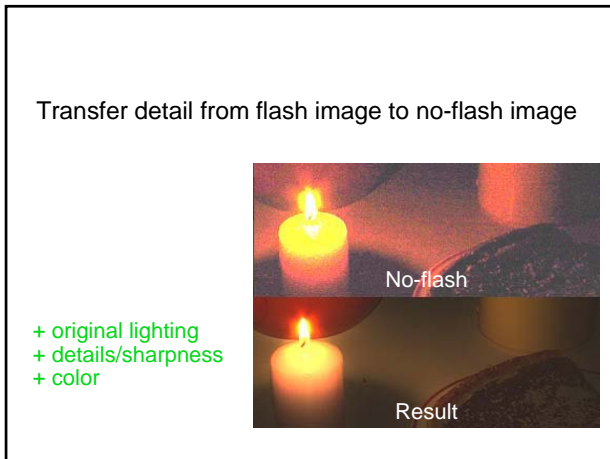 Transfer detail from flash image to no-flash image
No-flash
+ original lighting
+ details/sharpness
+ color
Result